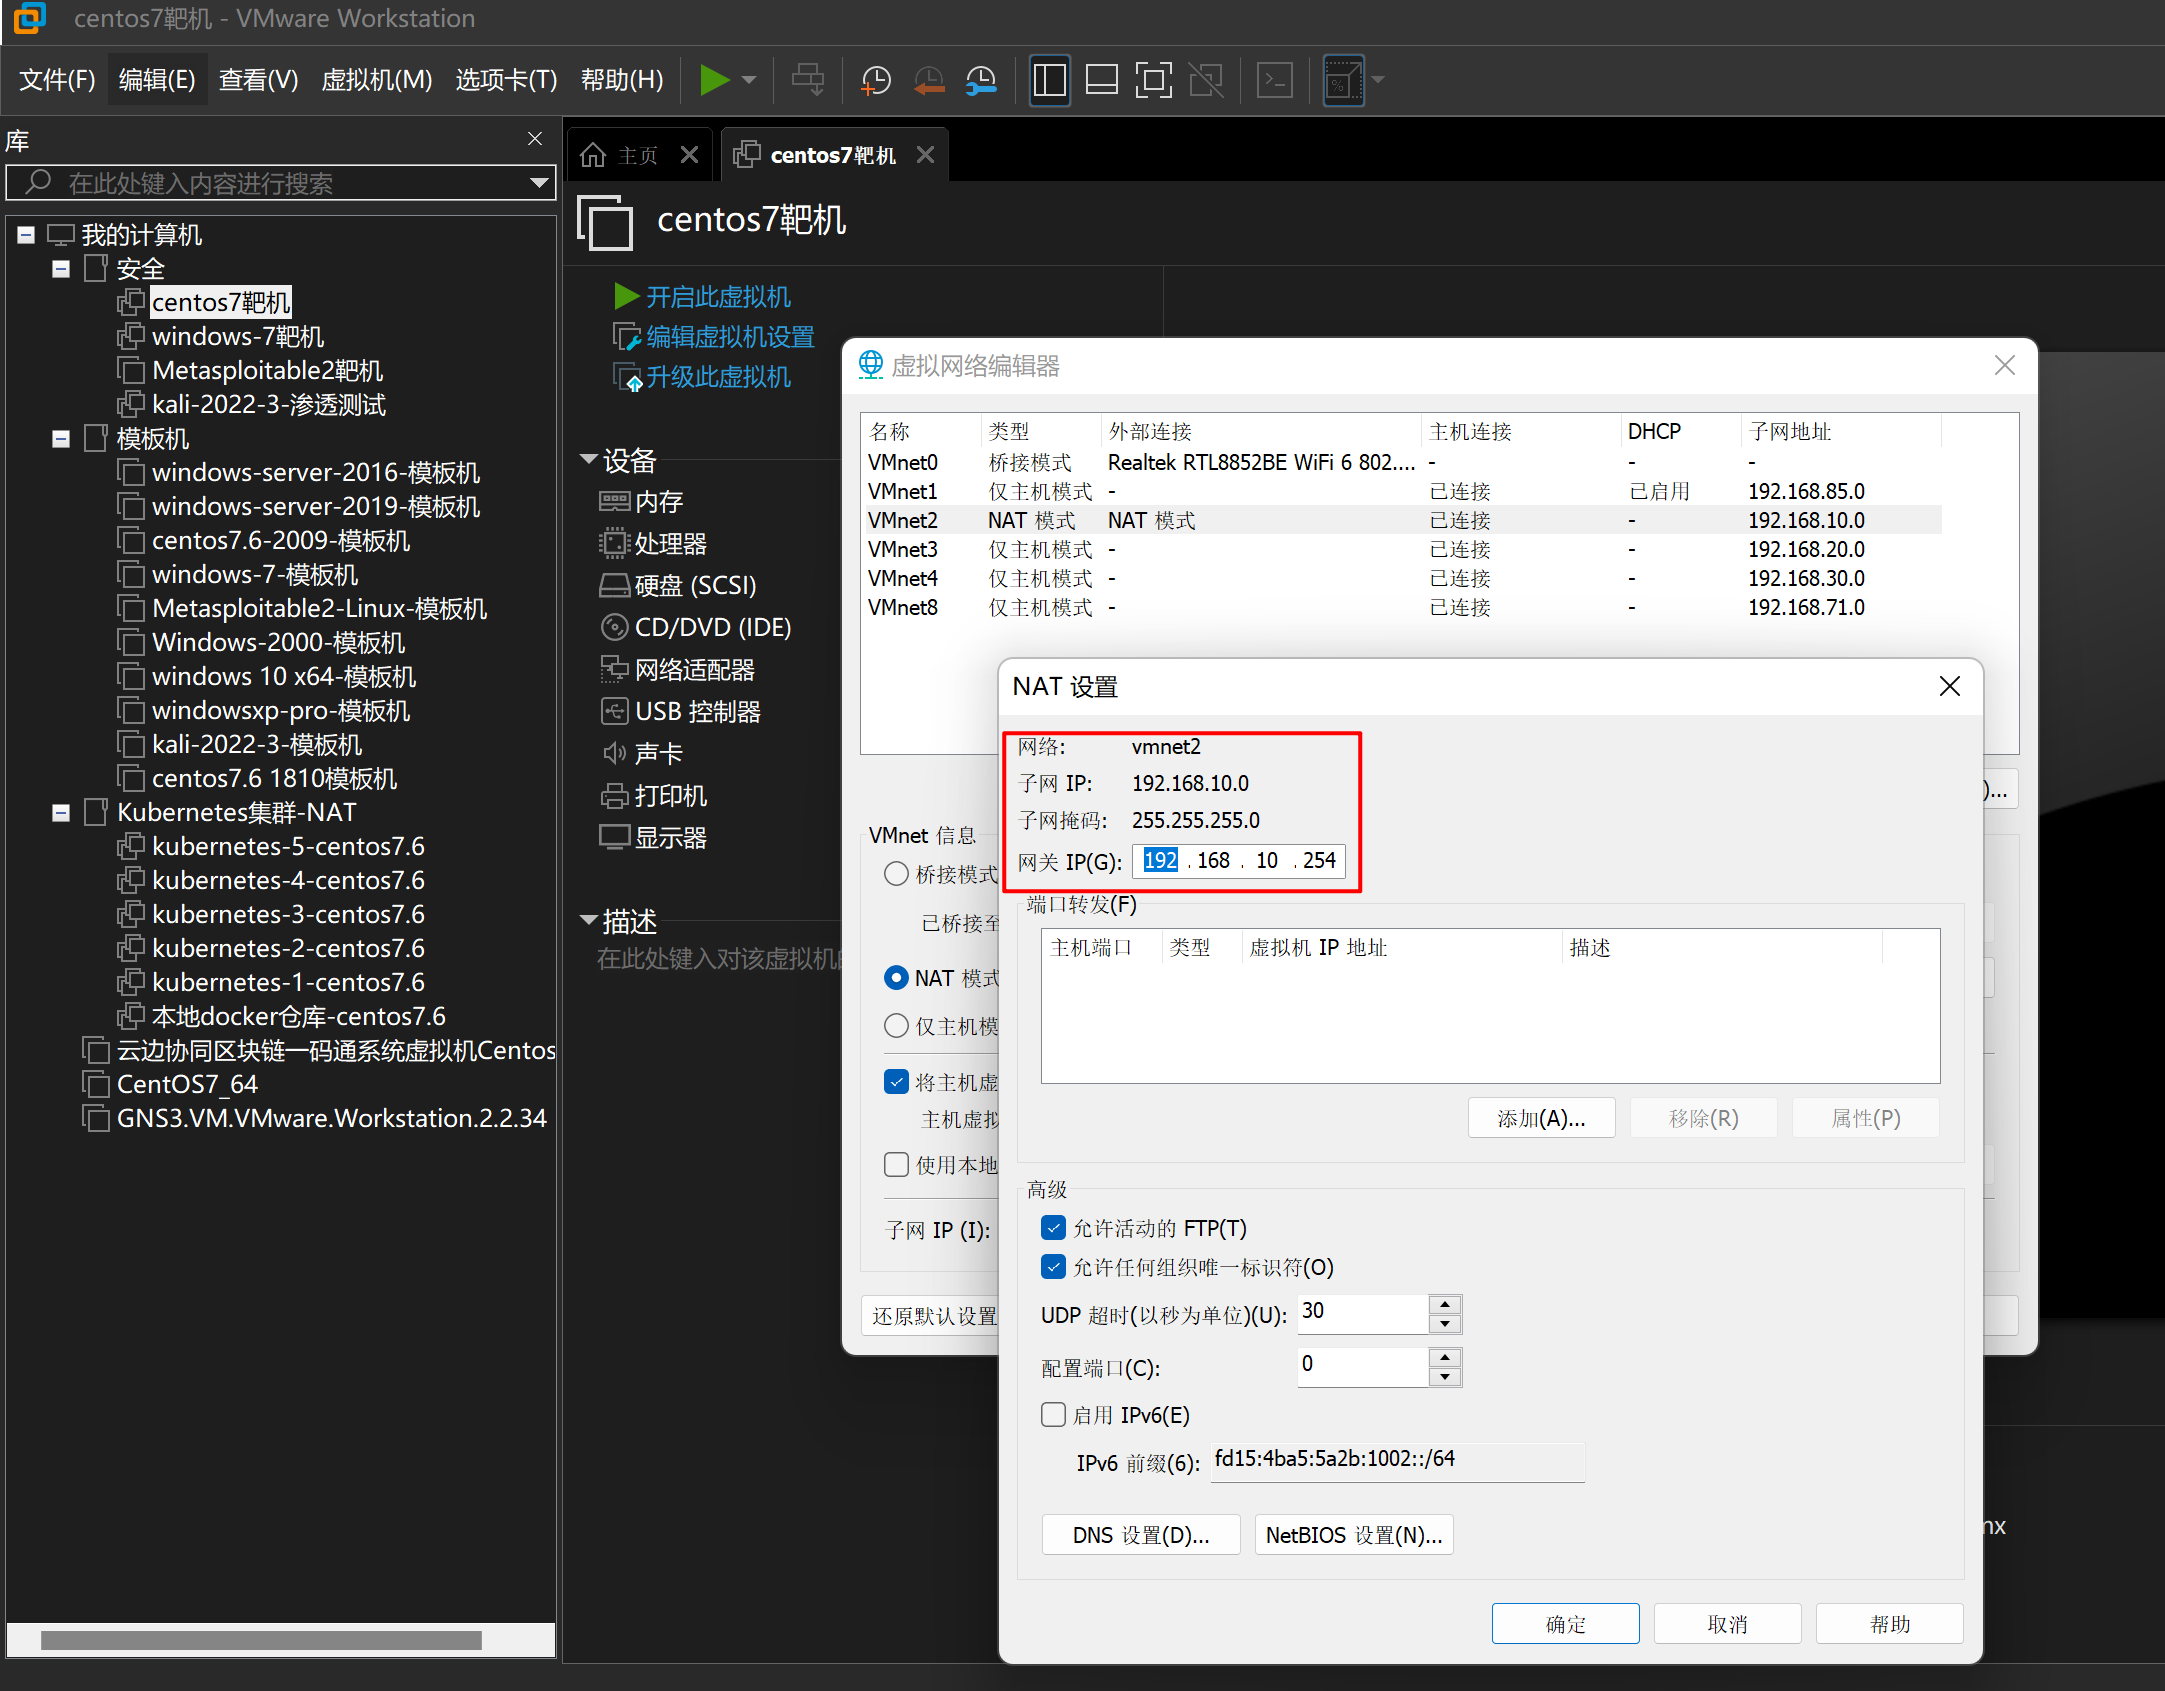 centos7靶机 - VMware Workstation
文件(F) 编辑(E) 查看(V) 虚拟机(M) 选项卡(T) 帮助(H)
库
在此处键入内容进行搜索
我的计算机
安全
centos7靶机
windows-7靶机
Metasploitable2靶机
kali-2022-3-渗透测试
模板机
windows-server-2016-模板机
windows-server-2019-模板机
centos7.6-2009-模板机
windows-7-模板机
Metasploitable2-Linux-模板机
Windows-2000-模板机
windows 10 x64-模板机
windowsxp-pro-模板机
kali-2022-3-模板机
centos7.6 1810模板机
Kubernetes集群-NAT
kubernetes-5-centos7.6
kubernetes-4-centos7.6
kubernetes-3-centos7.6
kubernetes-2-centos7.6
kubernetes-1-centos7.6
本地docker仓库-centos7.6
云边协同区块链一码通系统虚拟机Centos
CentOS7_64
GNS3.VM.VMware.Workstation.2.2.34
主页
centos7靶机
centos7靶机
开启此虚拟机
编辑虚拟机设置
升级此虚拟机
设备
内存
处理器
硬盘 (SCSI)
CD/DVD (IDE)
网络适配器
USB 控制器
声卡
打印机
显示器
描述
在此处键入对该虚拟机
虚拟网络编辑器
名称 类型 外部连接 主机连接 DHCP 子网地址
VMnet0 桥接模式 Realtek RTL8852BE WiFi 6 802.... - - -
VMnet1 仅主机模式 - 已连接 已启用 192.168.85.0
VMnet2 NAT 模式 NAT 模式 已连接 - 192.168.10.0
VMnet3 仅主机模式 - 已连接 - 192.168.20.0
VMnet4 仅主机模式 - 已连接 - 192.168.30.0
VMnet8 仅主机模式 - 已连接 - 192.168.71.0
)...
VMnet 信息
桥接模式
已桥接至
NAT 模式
仅主机模
将主机虚
主机虚拟
使用本地
子网 IP (I):
还原默认设置
NAT 设置
网络: vmnet2
子网 IP: 192.168.10.0
子网掩码: 255.255.255.0
网关 IP(G): 192 . 168 . 10 . 254
端口转发(F)
主机端口 类型 虚拟机 IP 地址 描述
添加(A)... 移除(R) 属性(P)
高级
允许活动的 FTP(T)
允许任何组织唯一标识符(O)
UDP 超时(以秒为单位)(U): 30
配置端口(C): 0
启用 IPv6(E)
IPv6 前缀(6): fd15:4ba5:5a2b:1002::/64
DNS 设置(D)... NetBIOS 设置(N)...
确定 取消 帮助